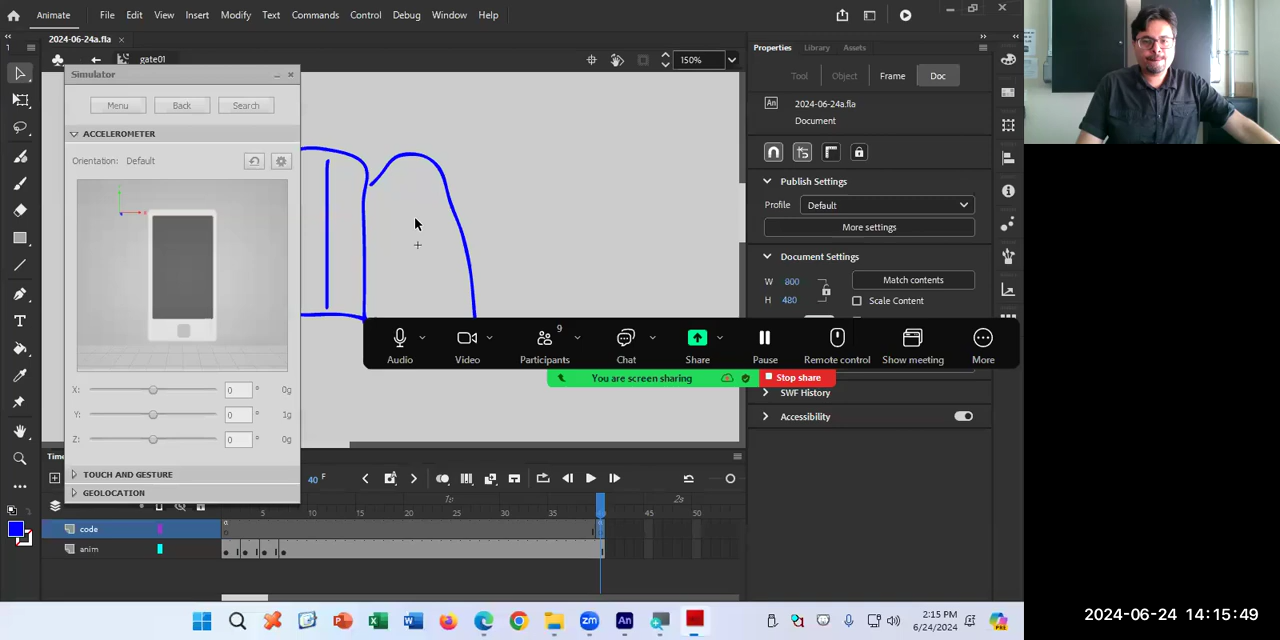 Animate File Edit View Insert Modify Text Commands Control Debug Window Help
2024-06-24a.fla
gate01 150%
Properties Library Assets
Tool Object Frame Doc
2024-06-24a.fla
Document
Publish Settings
Profile Default
More settings
Document Settings
W 800 Match contents
H 480 Scale Content
SWF History
Accessibility
Simulator
Menu Back Search
ACCELEROMETER
Orientation: Default
X: 0 ° 0g
Y: 0 ° 1g
Z: 0 ° 0g
TOUCH AND GESTURE
GEOLOCATION
9
Audio Video Participants Chat Share Pause Remote control Show meeting More
You are screen sharing Stop share
40 F
1s 2s
5 10 15 20 25 30 35 45 50
code
anim
2:15 PM
6/24/2024
2024-06-24 14:15:49